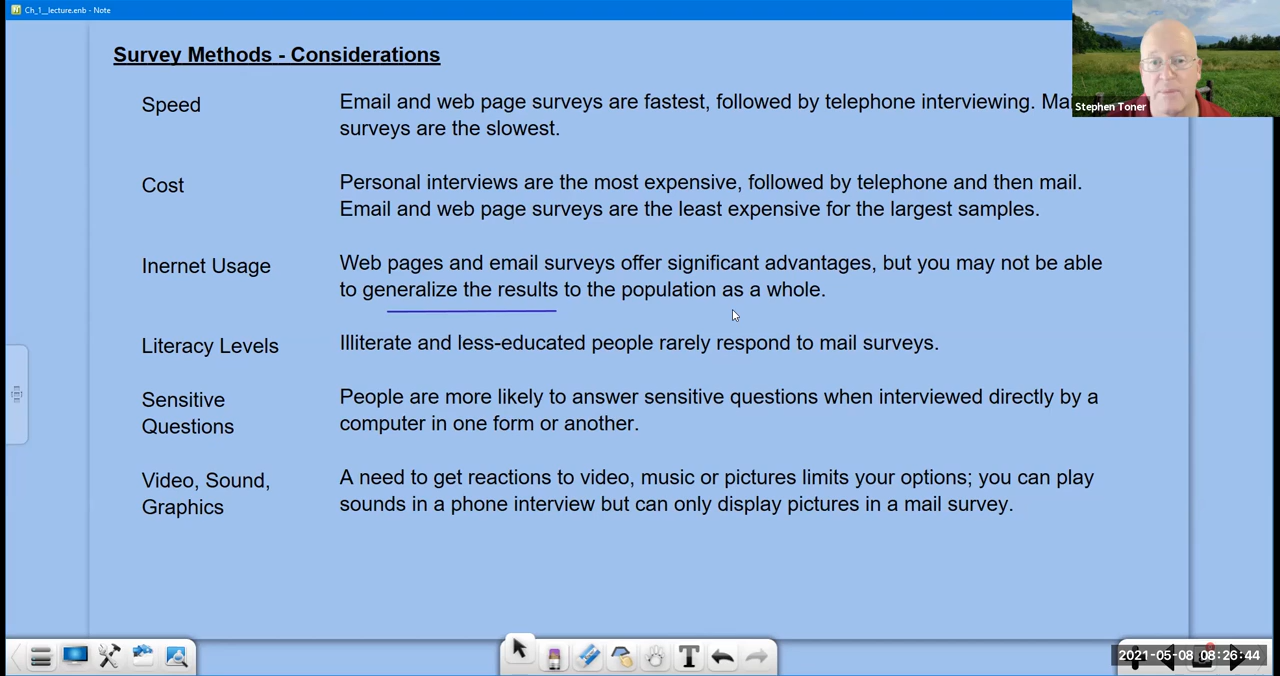 Ch_1__lecture.enb - Note
Survey Methods - Considerations
Stephen Toner
Speed
Email and web page surveys are fastest, followed by telephone interviewing.
surveys are the slowest.
Cost
Personal interviews are the most expensive, followed by telephone and then mail.
Email and web page surveys are the least expensive for the largest samples.
Inernet Usage
Web pages and email surveys offer significant advantages, but you may not be able
to generalize the results to the population as a whole.
Literacy Levels
Illiterate and less-educated people rarely respond to mail surveys.
Sensitive
Questions
People are more likely to answer sensitive questions when interviewed directly by a
computer in one form or another.
Video, Sound,
Graphics
A need to get reactions to video, music or pictures limits your options; you can play
sounds in a phone interview but can only display pictures in a mail survey.
T
2021-05-08 08:26:44